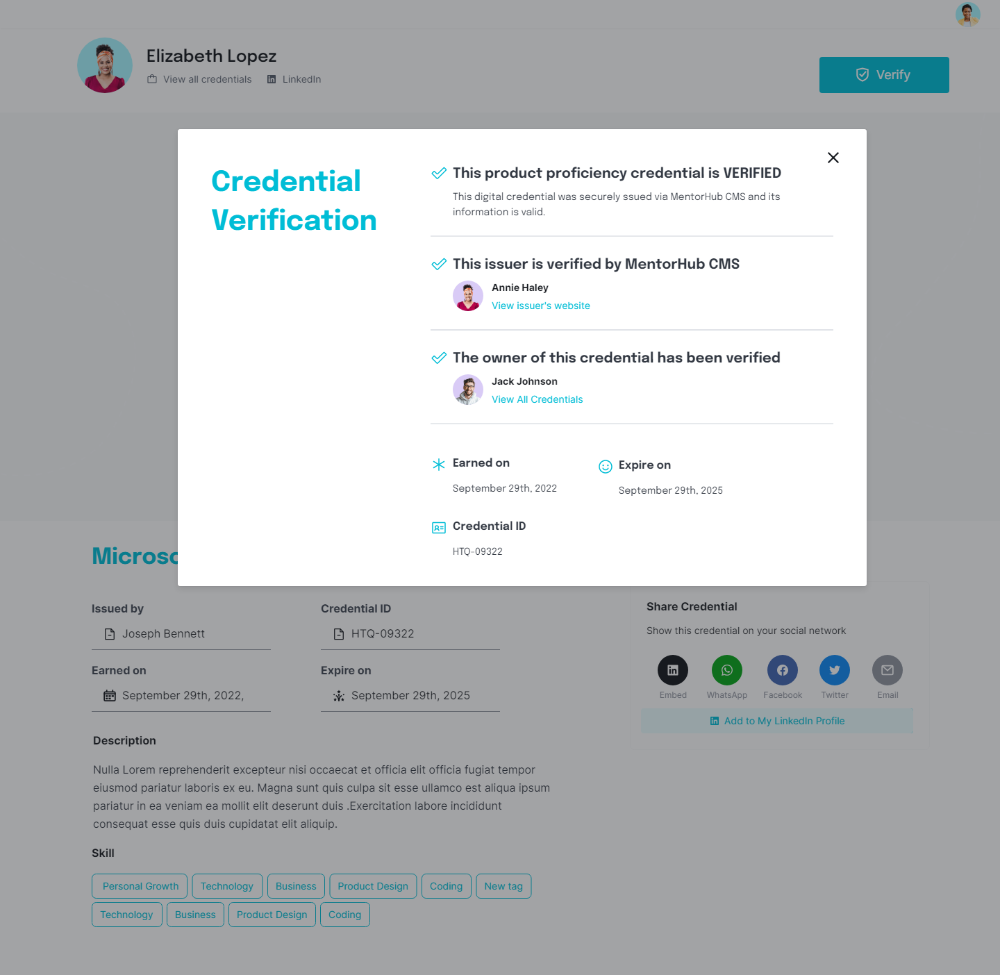 Elizabeth Lopez
View all credentials LinkedIn
Verify
Credential
Verification
This product proficiency credential is VERIFIED
This digital credential was securely ssued via MentorHub CMS and its
information is valid.
This issuer is verified by MentorHub CMS
Annie Haley
View issuer's website
The owner of this credential has been verified
Jack Johnson
View All Credentials
Earned on
September 29th, 2022
Expire on
September 29th, 2025
Credential ID
HTQ-09322
Issued by
Joseph Bennett
Credential ID
HTQ-09322
Earned on
September 29th, 2022,
Expire on
September 29th, 2025
Description
Nulla Lorem reprehenderit excepteur nisi occaecat et officia elit officia fugiat tempor
eiusmod pariatur laboris ex eu. Magna sunt quis culpa sit esse ullamco est aliqua ipsum
pariatur in ea veniam ea mollit elit deserunt duis .Exercitation labore incididunt
consequat esse quis duis cupidatat elit aliquip.
Skill
Personal Growth Technology Business Product Design Coding New tag
Technology Business Product Design Coding
Share Credential
Show this credential on your social network
Embed WhatsApp Facebook Twitter Email
Add to My LinkedIn Profile